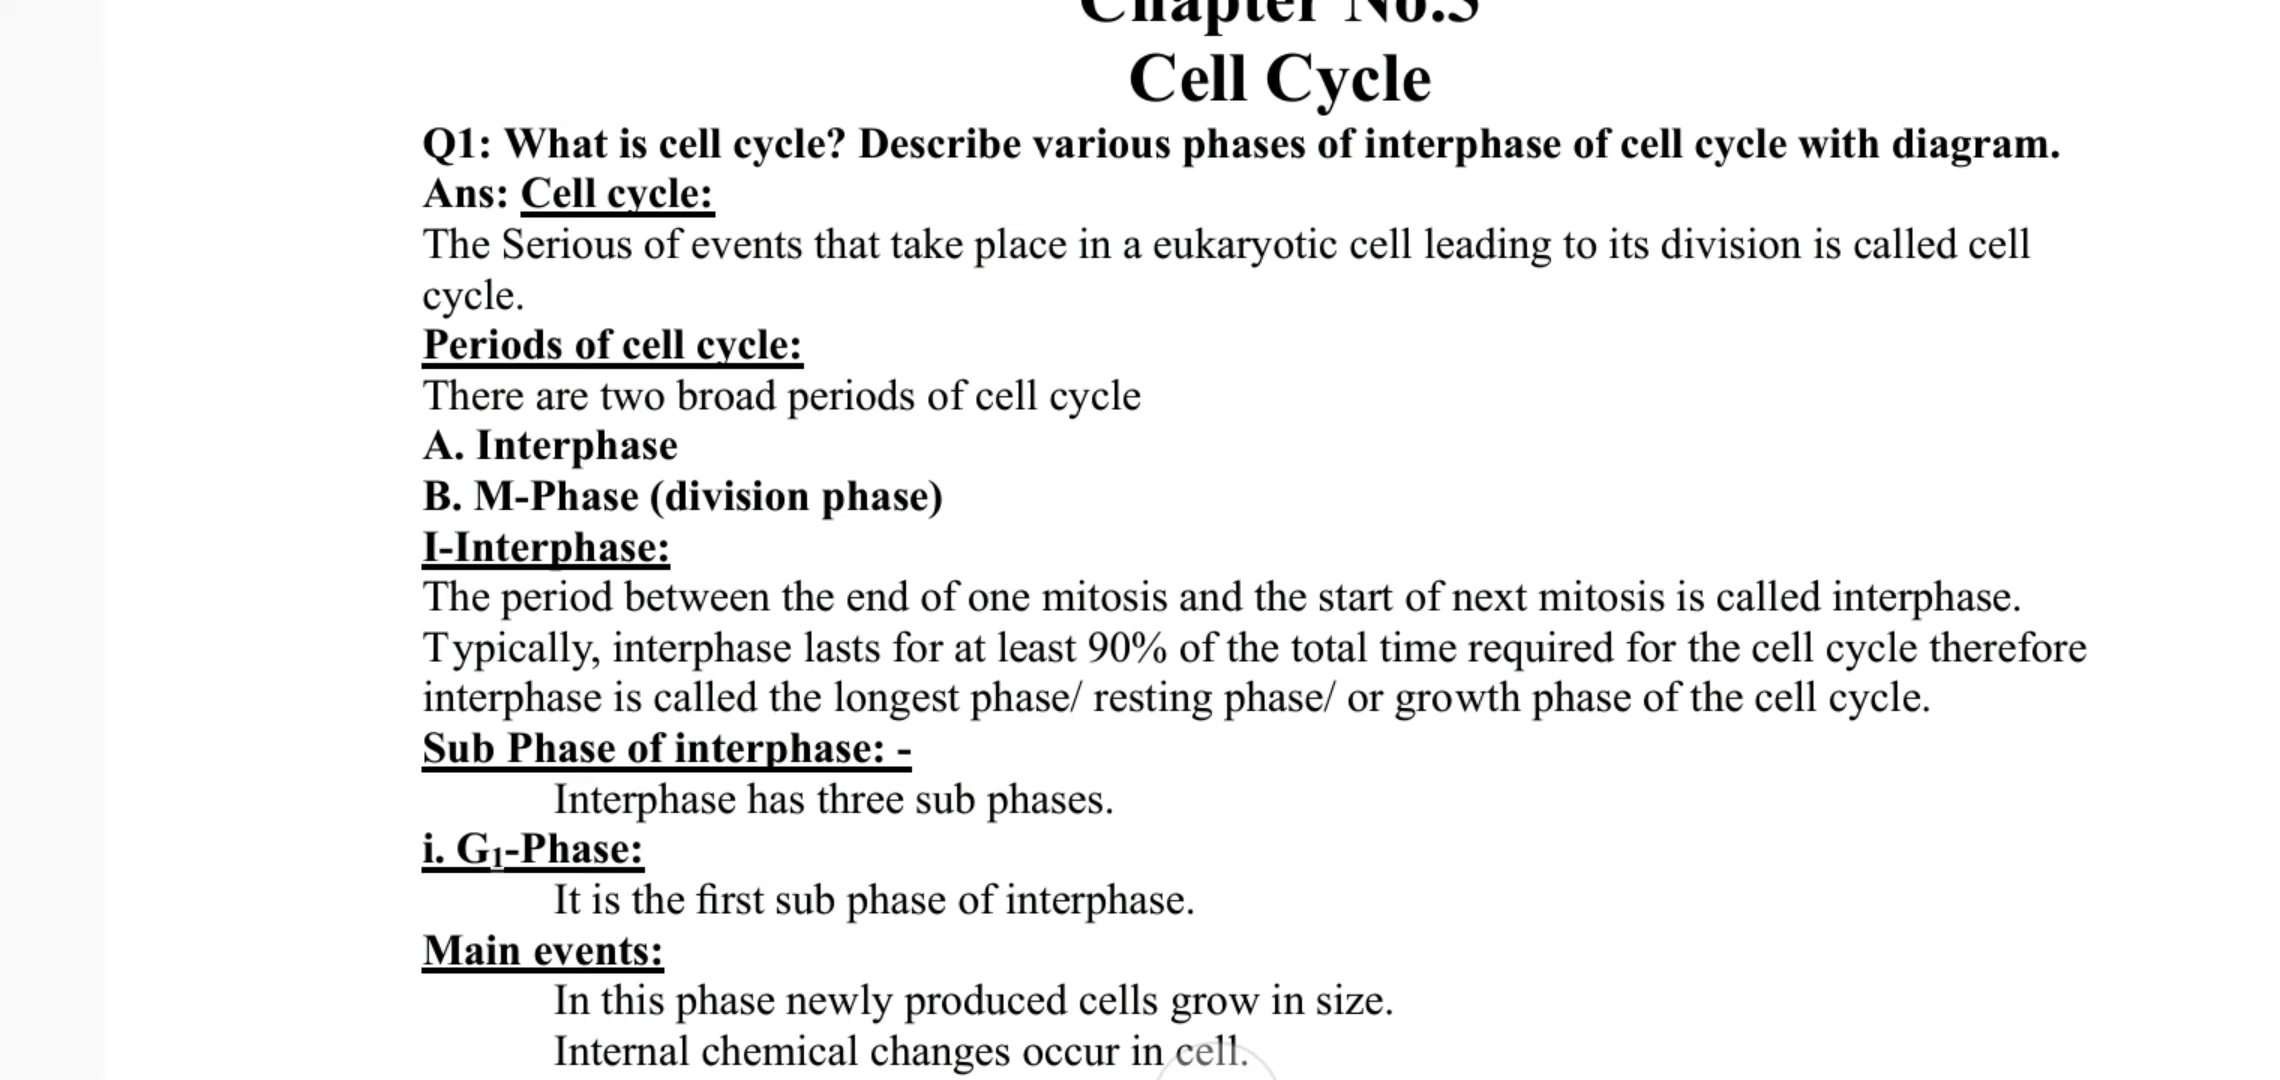 Chapter No.5
Cell Cycle
Q1: What is cell cycle? Describe various phases of interphase of cell cycle with diagram.
Ans: Cell cycle:
The Serious of events that take place in a eukaryotic cell leading to its division is called cell
cycle.
Periods of cell cycle:
There are two broad periods of cell cycle
A. Interphase
B. M-Phase (division phase)
I-Interphase:
The period between the end of one mitosis and the start of next mitosis is called interphase.
Typically, interphase lasts for at least 90% of the total time required for the cell cycle therefore
interphase is called the longest phase/ resting phase/ or growth phase of the cell cycle.
Sub Phase of interphase: -
Interphase has three sub phases.
i. G₁-Phase:
It is the first sub phase of interphase.
Main events:
In this phase newly produced cells grow in size.
Internal chemical changes occur in cell.